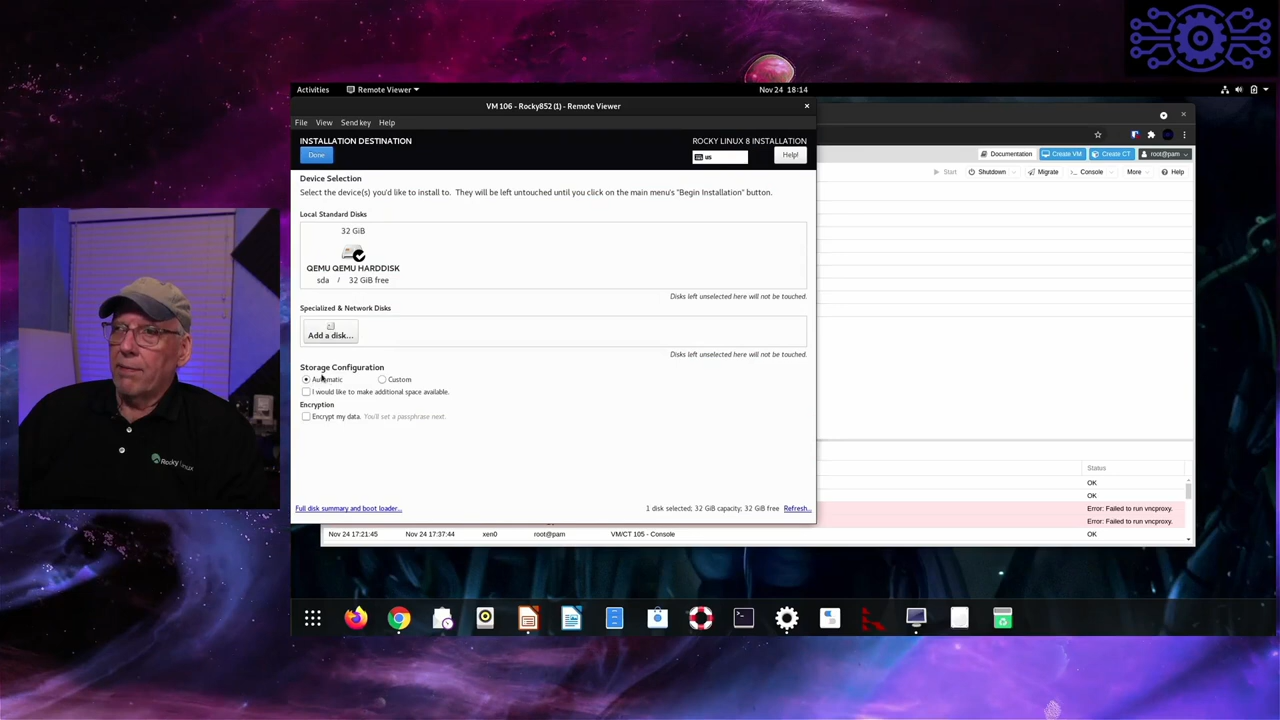 Activities
Remote Viewer
Nov 24 18:14
VM 106 - Rocky852 (1) - Remote Viewer
File View Send key Help
INSTALLATION DESTINATION
ROCKY LINUX 8 INSTALLATION
Done
us
Help!
Device Selection
Select the device(s) you'd like to install to. They will be left untouched until you click on the main menu's "Begin Installation" button.
Local Standard Disks
32 GiB
QEMU QEMU HARDDISK
sda / 32 GiB free
Disks left unselected here will not be touched.
Specialized & Network Disks
Add a disk...
Disks left unselected here will not be touched.
Storage Configuration
Automatic Custom
I would like to make additional space available.
Encryption
Encrypt my data. You'll set a passphrase next.
Full disk summary and boot loader...
1 disk selected; 32 GiB capacity; 32 GiB free Refresh...
Documentation Create VM Create CT root@pam
Start Shutdown Migrate Console More Help
Status
OK
OK
Error: Failed to run vncproxy.
Error: Failed to run vncproxy.
Nov 24 17:21:45 Nov 24 17:37:44 xen0 root@pam VM/CT 105 - Console OK
Rocky Linux